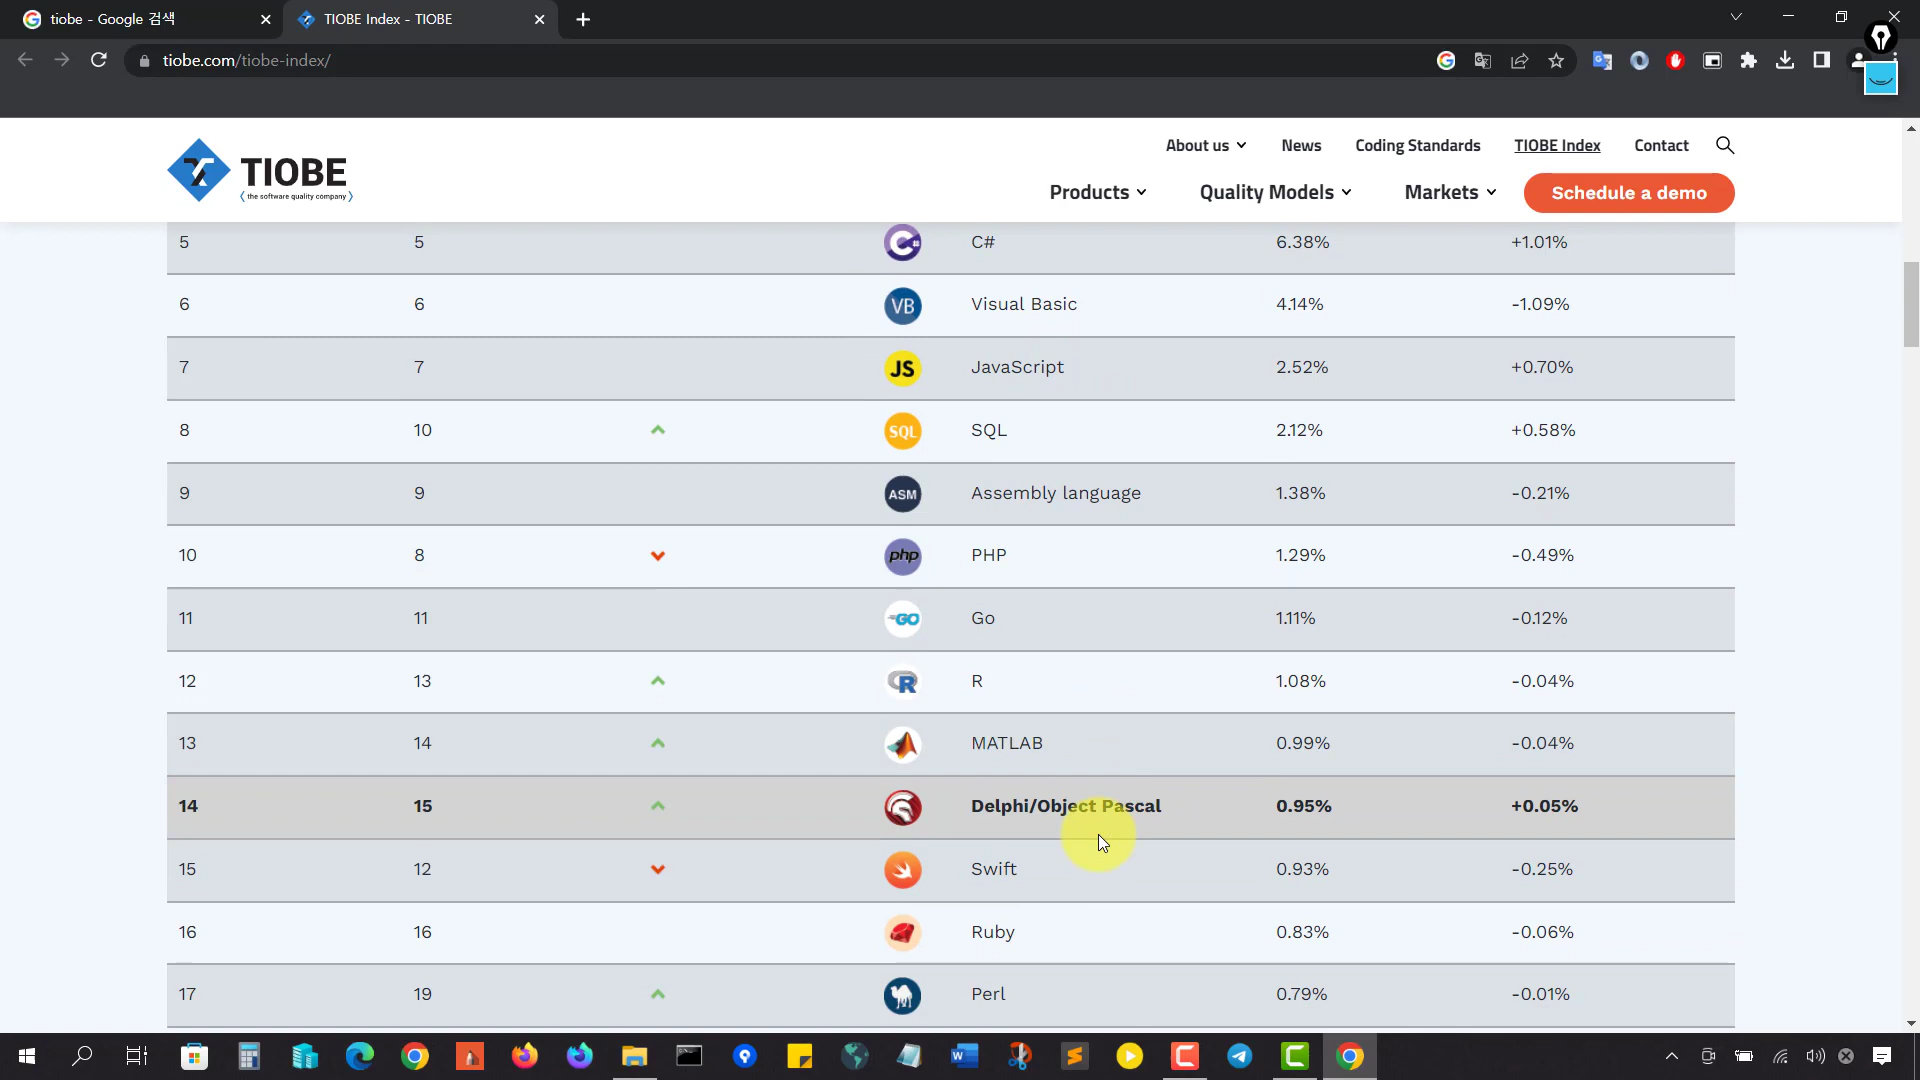 tiobe - Google 검색
TIOBE Index - TIOBE
tiobe.com/tiobe-index/
About us
News
Coding Standards
TIOBE Index
Contact
TIOBE
the software quality company
Products
Quality Models
Markets
Schedule a demo
5 5 C# 6.38% +1.01%
6 6 VB Visual Basic 4.14% -1.09%
7 7 JS JavaScript 2.52% +0.70%
8 10 SQL SQL 2.12% +0.58%
9 9 ASM Assembly language 1.38% -0.21%
10 8 php PHP 1.29% -0.49%
11 11 GO Go 1.11% -0.12%
12 13 R R 1.08% -0.04%
13 14 MATLAB 0.99% -0.04%
14 15 Delphi/Object Pascal 0.95% +0.05%
15 12 Swift 0.93% -0.25%
16 16 Ruby 0.83% -0.06%
17 19 Perl 0.79% -0.01%